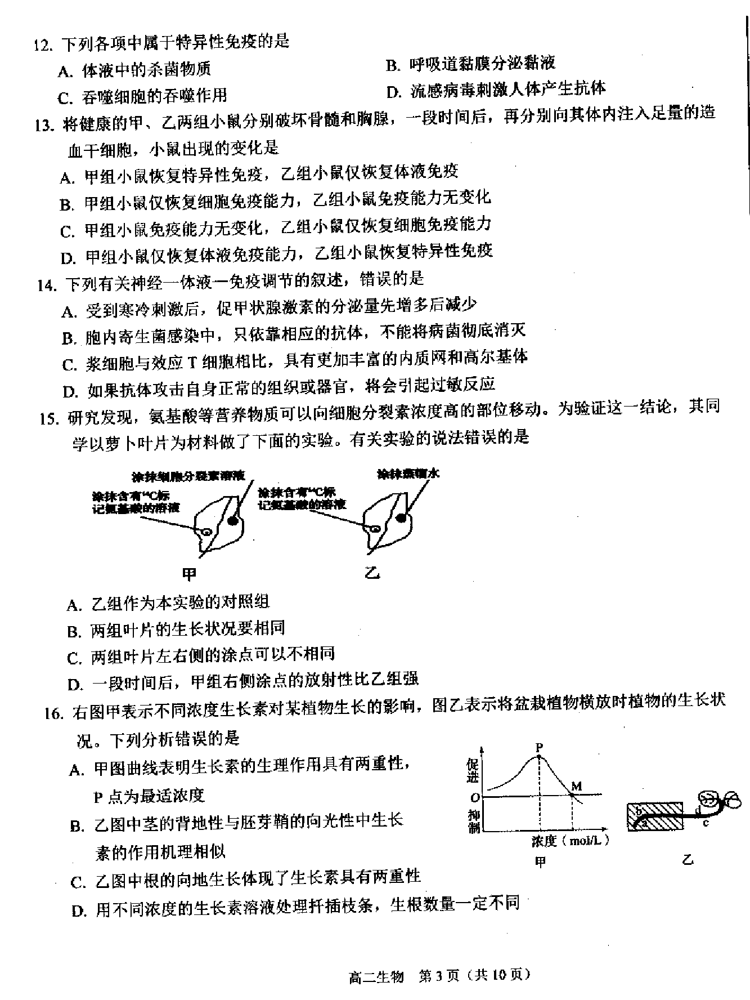 12. 下列各项中属于特异性免疫的是
A. 体液中的杀菌物质 B. 呼吸道黏膜分泌黏液
C. 吞噬细胞的吞噬作用 D. 流感病毒刺激人体产生抗体
13. 将健康的甲、乙两组小鼠分别破坏骨髓和胸腺，一段时间后，再分别向其体内注入足量的造
血干细胞，小鼠出现的变化是
A. 甲组小鼠恢复特异性免疫，乙组小鼠仅恢复体液免疫
B. 甲组小鼠仅恢复细胞免疫能力，乙组小鼠免疫能力无变化
C. 甲组小鼠免疫能力无变化，乙组小鼠仅恢复细胞免疫能力
D. 甲组小鼠仅恢复体液免疫能力，乙组小鼠恢复特异性免疫
14. 下列有关神经一体液一免疫调节的叙述，错误的是
A. 受到寒冷刺激后，促甲状腺激素的分泌量先增多后减少
B. 胞内寄生菌感染中，只依靠相应的抗体，不能将病菌彻底消灭
C. 浆细胞与效应 T 细胞相比，具有更加丰富的内质网和高尔基体
D. 如果抗体攻击自身正常的组织或器官，将会引起过敏反应
15. 研究发现，氨基酸等营养物质可以向细胞分裂素浓度高的部位移动。为验证这一结论，其同
学以萝卜叶片为材料做了下面的实验。有关实验的说法错误的是
涂抹细胞分裂素溶液
涂抹含有¹⁴C标
记氨基酸的溶液
甲
涂抹蒸馏水
涂抹含有¹⁴C标
记氨基酸的溶液
乙
A. 乙组作为本实验的对照组
B. 两组叶片的生长状况要相同
C. 两组叶片左右侧的涂点可以不相同
D. 一段时间后，甲组右侧涂点的放射性比乙组强
16. 右图甲表示不同浓度生长素对某植物生长的影响，图乙表示将盆栽植物横放时植物的生长状
况。下列分析错误的是
A. 甲图曲线表明生长素的生理作用具有两重性，
P 点为最适浓度
B. 乙图中茎的背地性与胚芽鞘的向光性中生长
素的作用机理相似
C. 乙图中根的向地生长体现了生长素具有两重性
D. 用不同浓度的生长素溶液处理扦插枝条，生根数量一定不同
促进
O
抑制
P
M
浓度（mol/L）
甲
b
a
d
c
乙
高二生物 第 3 页（共 10 页）